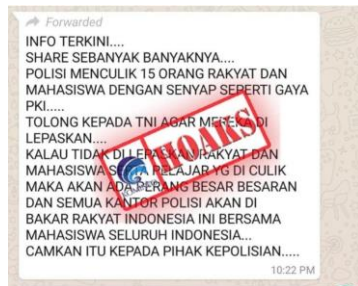 Forwarded
INFO TERKINI....
SHARE SEBANYAK BANYAKNYA....
POLISI MENCULIK 15 ORANG RAKYAT DAN
MAHASISWA DENGAN SENYAP SEPERTI GAYA
PKI.....
TOLONG KEPADA TNI AGAR MEREKA DI
LEPASKAN....
KALAU TIDAK DI LEPASKAN RAKYAT DAN
MAHASISWA PELAJAR YG DI CULIK
MAKA AKAN ADA PERANG BESAR BESARAN
DAN SEMUA KANTOR POLISI AKAN DI
BAKAR RAKYAT INDONESIA INI BERSAMA
MAHASISWA SELURUH INDONESIA...
CAMKAN ITU KEPADA PIHAK KEPOLISIAN.....
10:22 PM
HOAKS